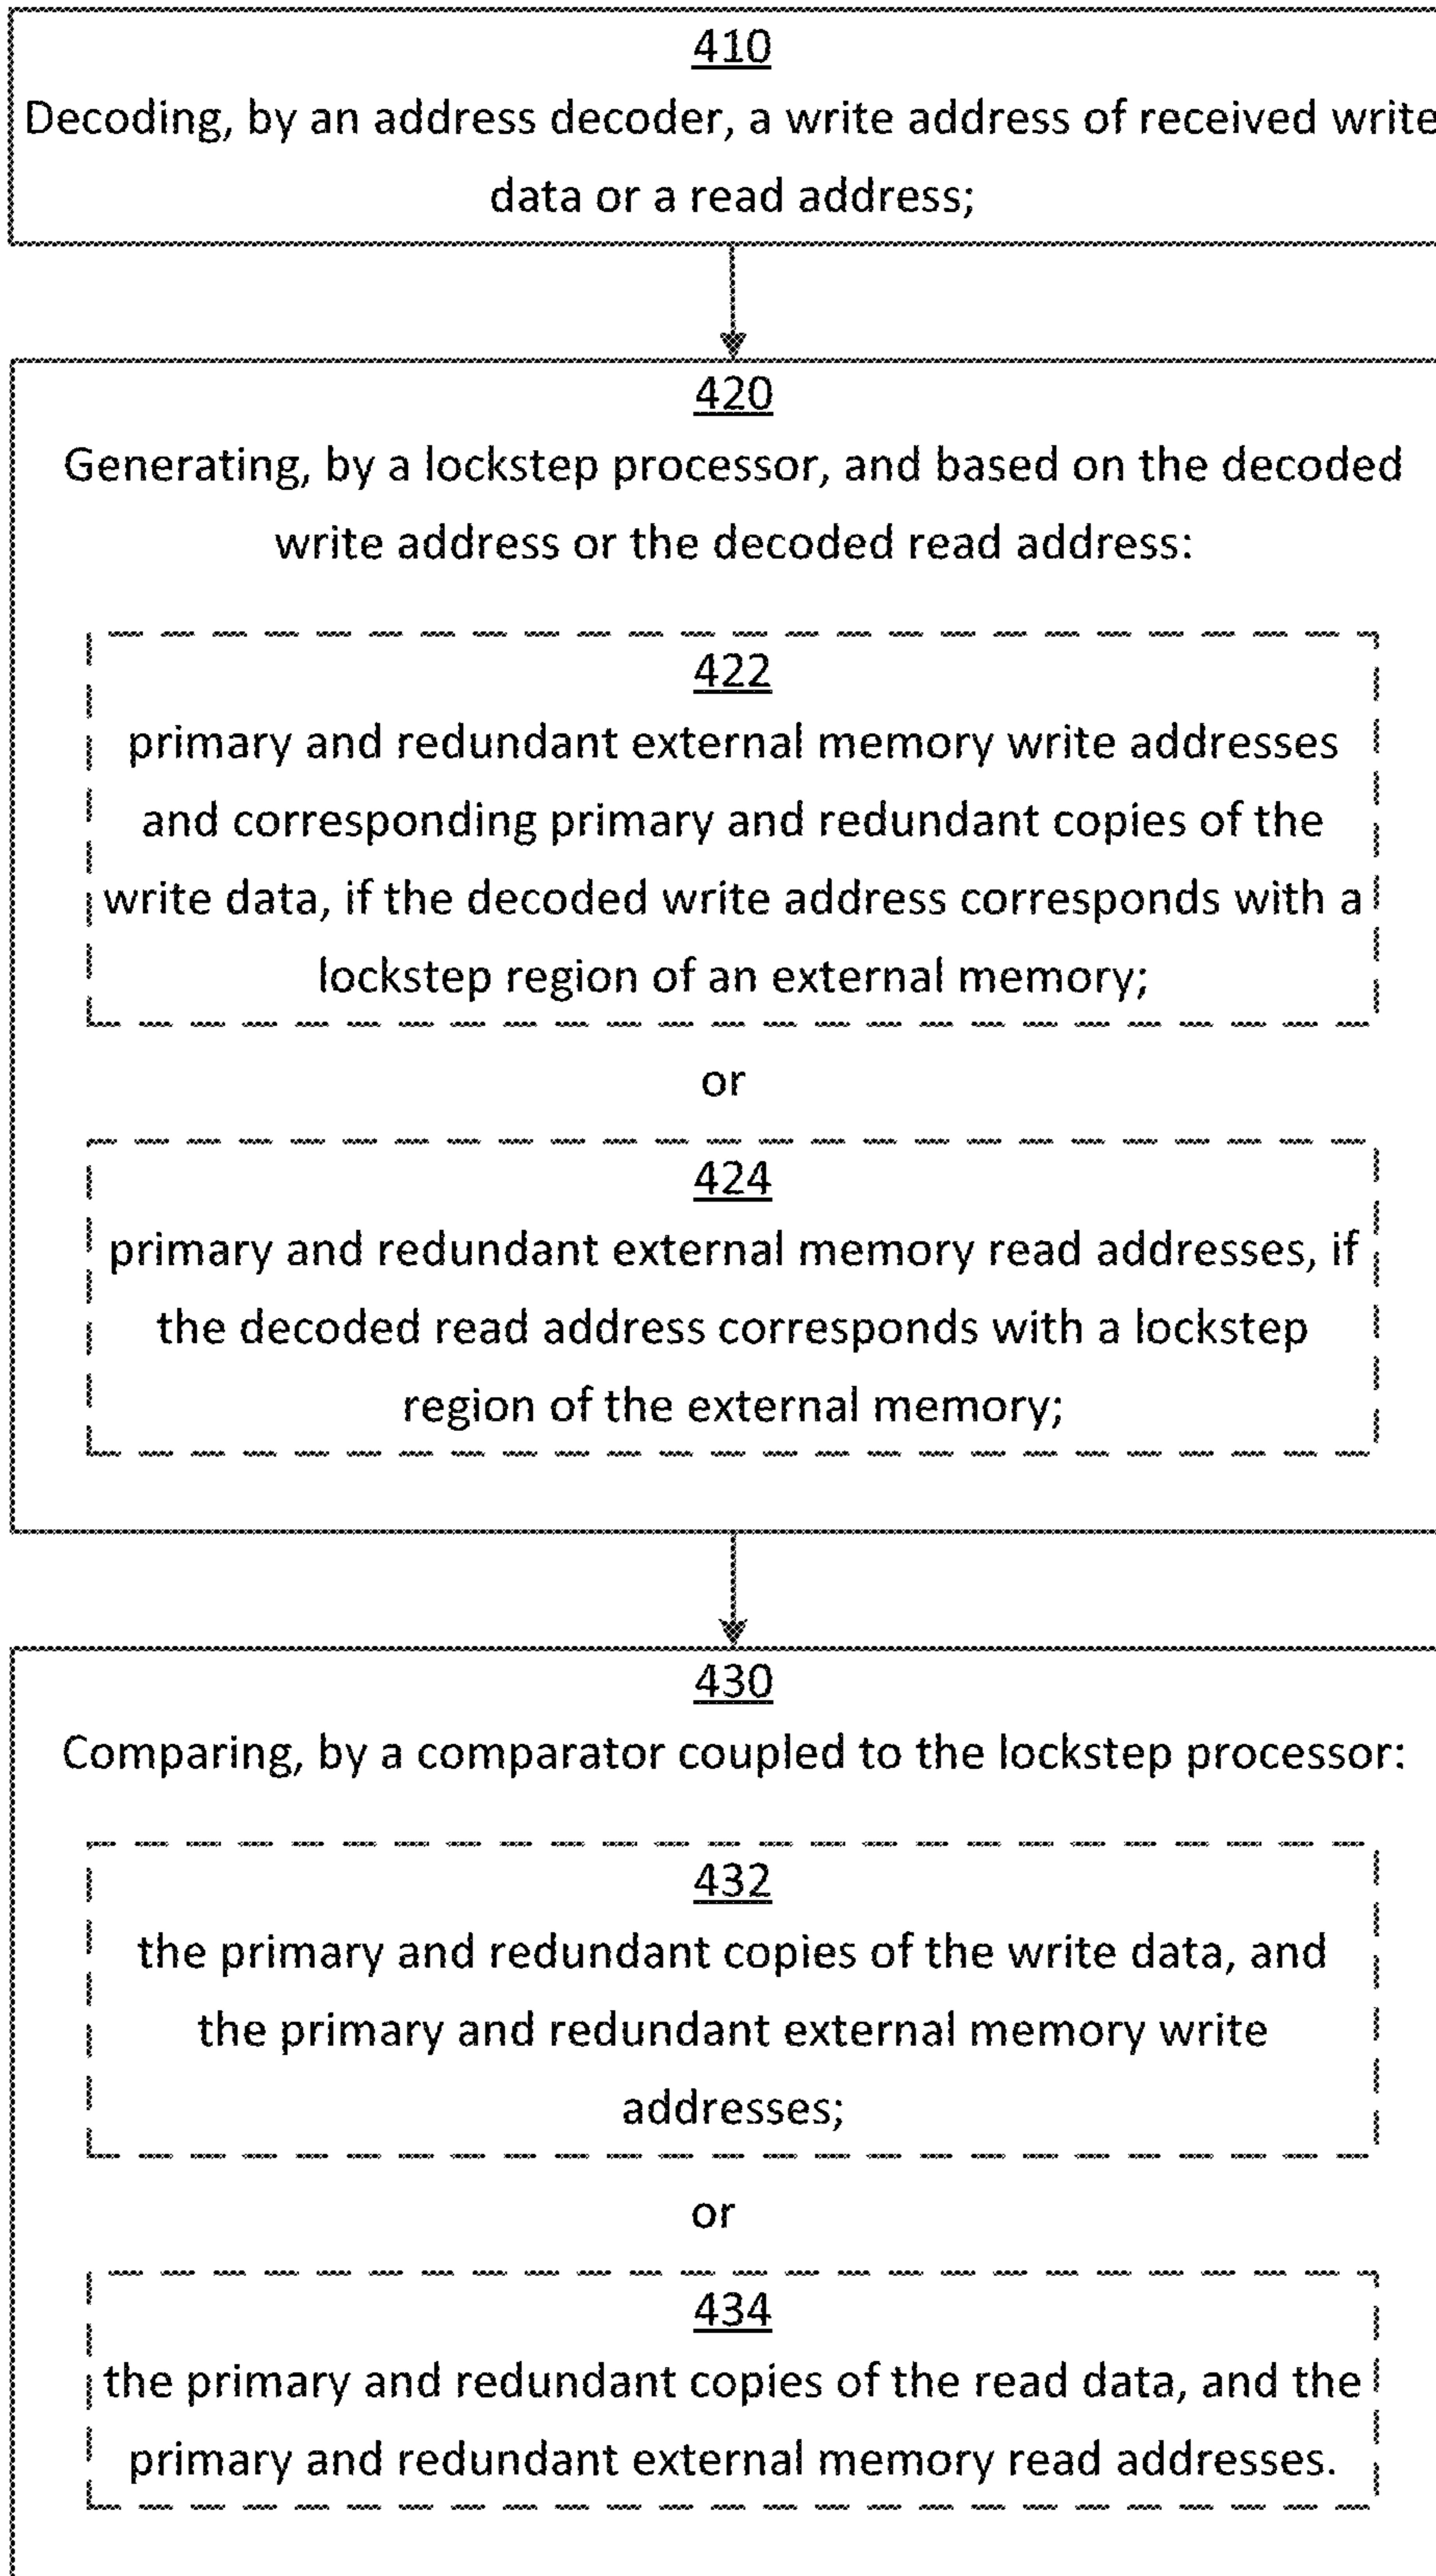 410
Decoding, by an address decoder, a write address of received write
data or a read address;
420
Generating, by a lockstep processor, and based on the decoded
write address or the decoded read address:
422
primary and redundant external memory write addresses
and corresponding primary and redundant copies of the
write data, if the decoded write address corresponds with a
lockstep region of an external memory;
or
424
primary and redundant external memory read addresses, if
the decoded read address corresponds with a lockstep
region of the external memory;
430
Comparing, by a comparator coupled to the lockstep processor:
432
the primary and redundant copies of the write data, and
the primary and redundant external memory write
addresses;
or
434
the primary and redundant copies of the read data, and the
primary and redundant external memory read addresses.